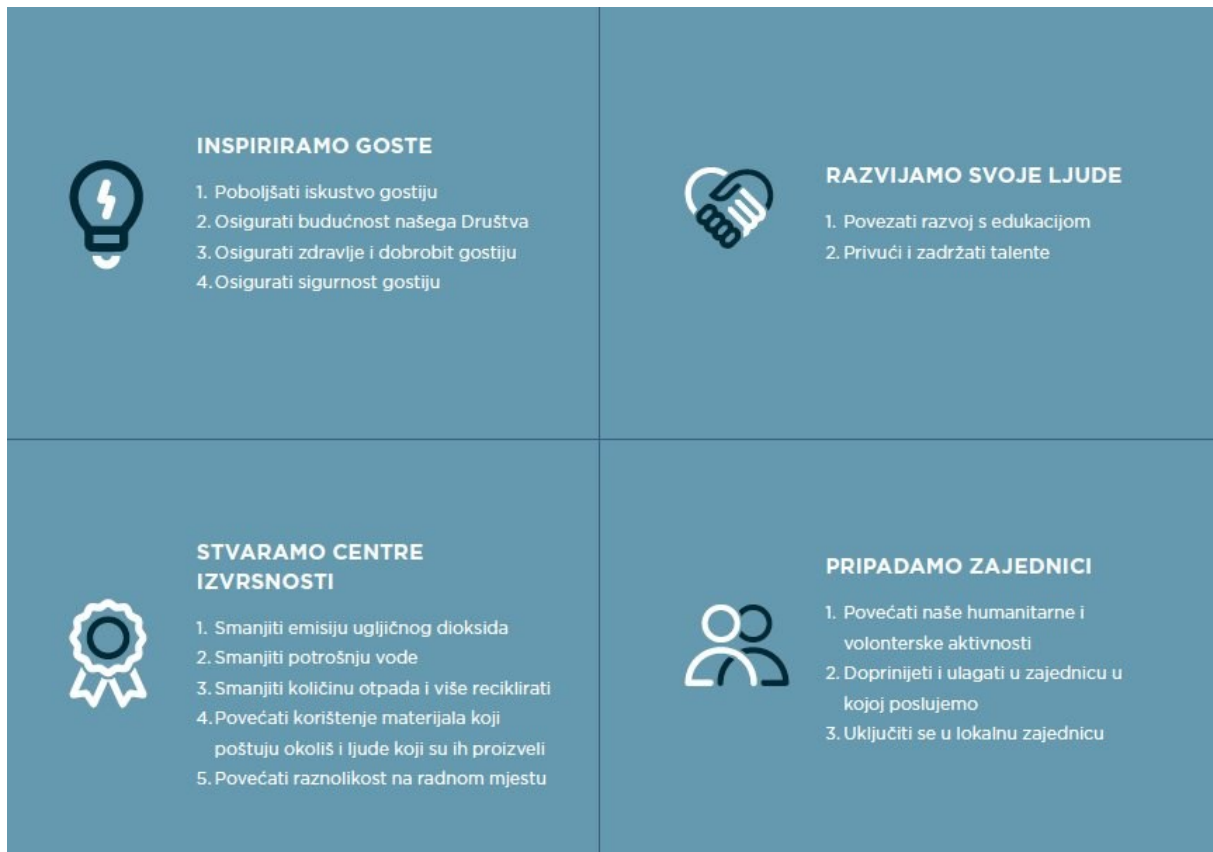 INSPIRIRAMO GOSTE
1. Poboljšati iskustvo gostiju
2. Osigurati budućnost našega Društva
3. Osigurati zdravlje i dobrobit gostiju
4. Osigurati sigurnost gostiju
RAZVIJAMO SVOJE LJUDE
1. Povezati razvoj s edukacijom
2. Privući i zadržati talente
STVARAMO CENTRE
IZVRSNOSTI
1. Smanjiti emisiju ugljičnog dioksida
2. Smanjiti potrošnju vode
3. Smanjiti količinu otpada i više reciklirati
4. Povećati korištenje materijala koji
poštuju okoliš i ljude koji su ih proizveli
5. Povećati raznolikost na radnom mjestu
PRIPADAMO ZAJEDNICI
1. Povećati naše humanitarne i
volonterske aktivnosti
2. Doprinijeti i ulagati u zajednicu u
kojoj poslujemo
3. Uključiti se u lokalnu zajednicu